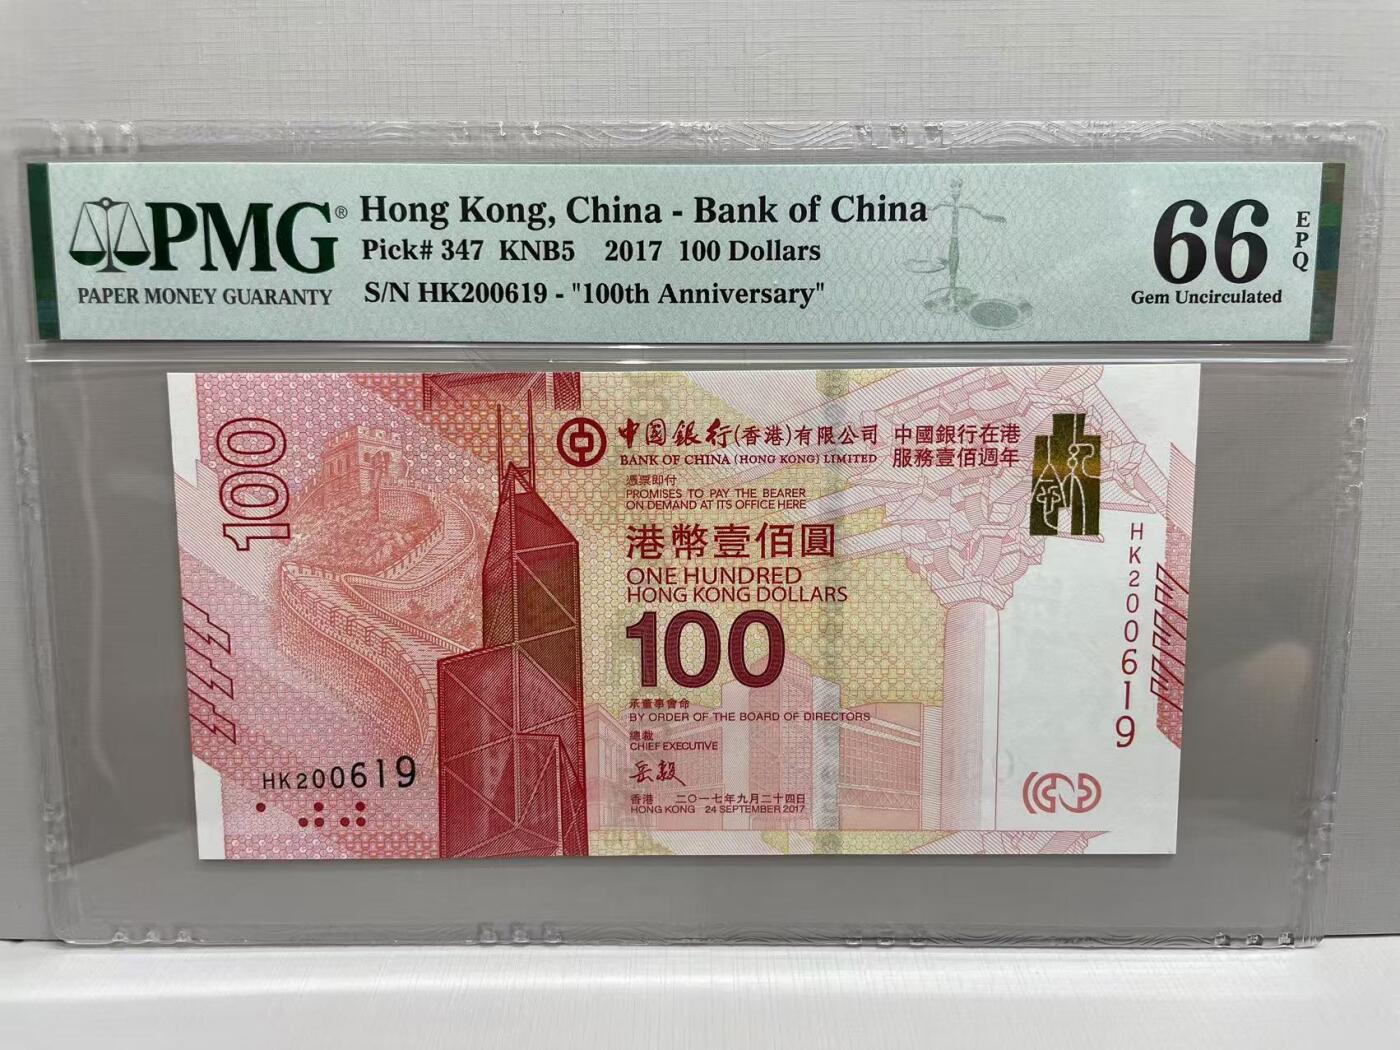 PMG®
PAPER MONEY GUARANTY
Hong Kong, China - Bank of China
Pick# 347 KNB5 2017 100 Dollars
S/N HK200619 - "100th Anniversary"
66
EPQ
Gem Uncirculated
100
中國銀行(香港)有限公司
BANK OF CHINA (HONG KONG) LIMITED
中國銀行在港
服務壹佰週年
憑票即付
PROMISES TO PAY THE BEARER
ON DEMAND AT ITS OFFICE HERE
港幣壹佰圓
ONE HUNDRED
HONG KONG DOLLARS
100
承董事會命
BY ORDER OF THE BOARD OF DIRECTORS
總裁
CHIEF EXECUTIVE
岳毅
香港 二〇一七年九月二十四日
HONG KONG 24 SEPTEMBER 2017
HK200619
HK200619